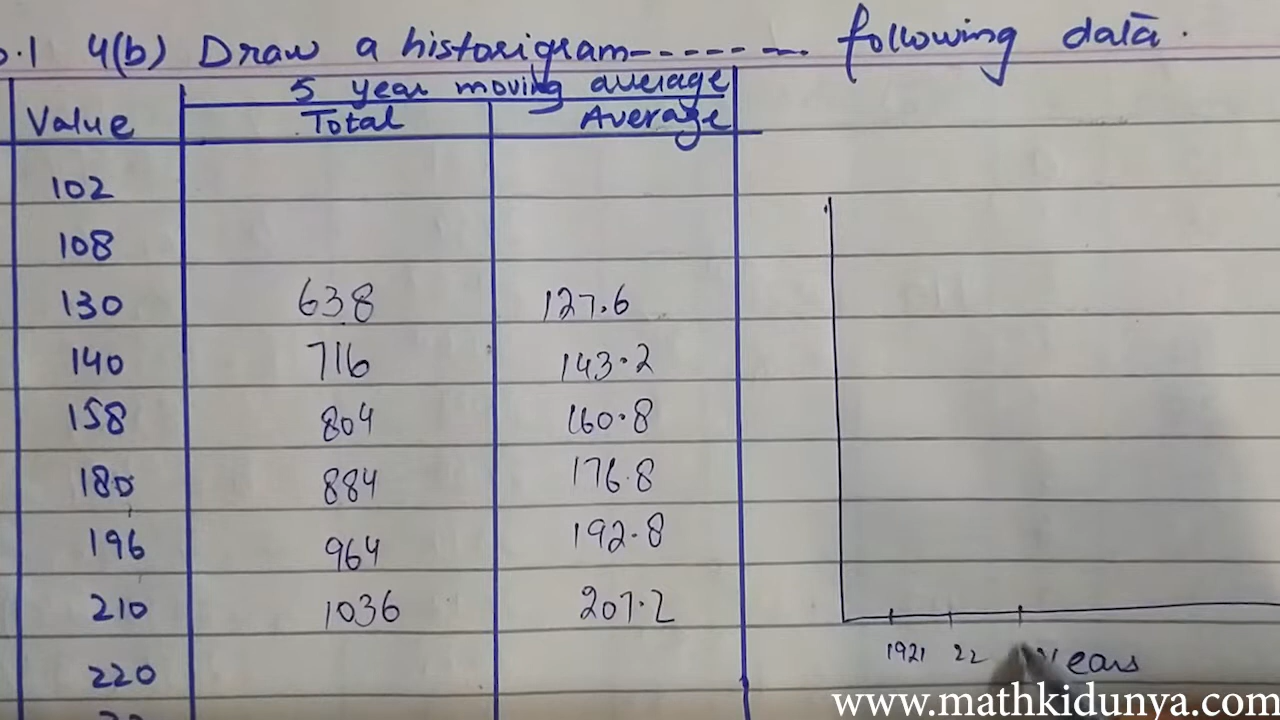 .1 4(b) Draw a historigram------- following data.
5 year moving average
Value Total Average
102
108
130 638 127.6
140 716 143.2
158 804 160.8
180 884 176.8
196 964 192.8
210 1036 207.2
220
1921 22 Years
www.mathkidunya.com